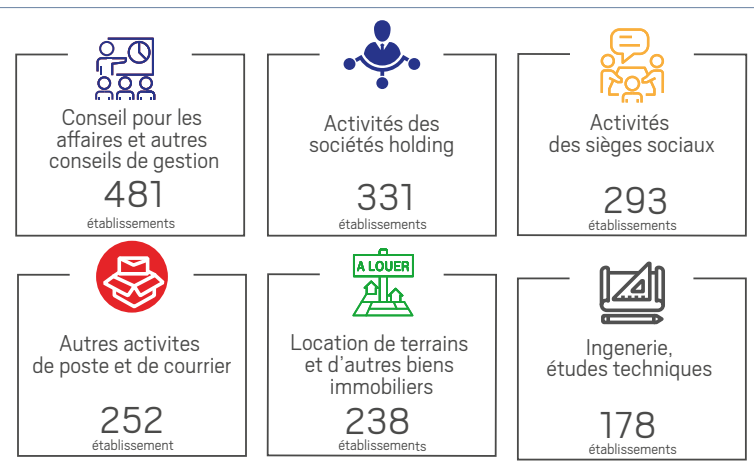 Conseil pour les
affaires et autres
conseils de gestion
481
établissements
Activités des
sociétés holding
331
établissements
Activités
des sièges sociaux
293
établissements
Autres activites
de poste et de courrier
252
établissement
A LOUER
Location de terrains
et d'autres biens
immobiliers
238
établissements
Ingenerie,
études techniques
178
établissements